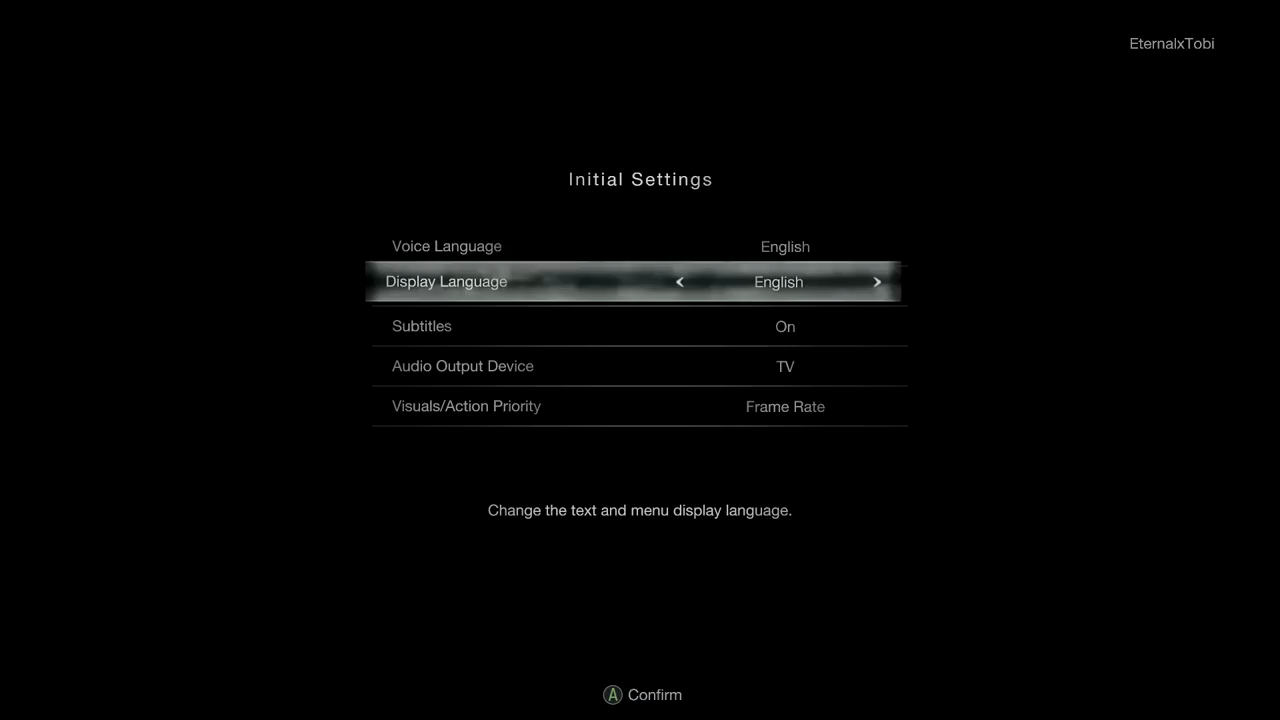 EternalxTobi
Initial Settings
Voice Language English
Display Language < English >
Subtitles On
Audio Output Device TV
Visuals/Action Priority Frame Rate
Change the text and menu display language.
A Confirm